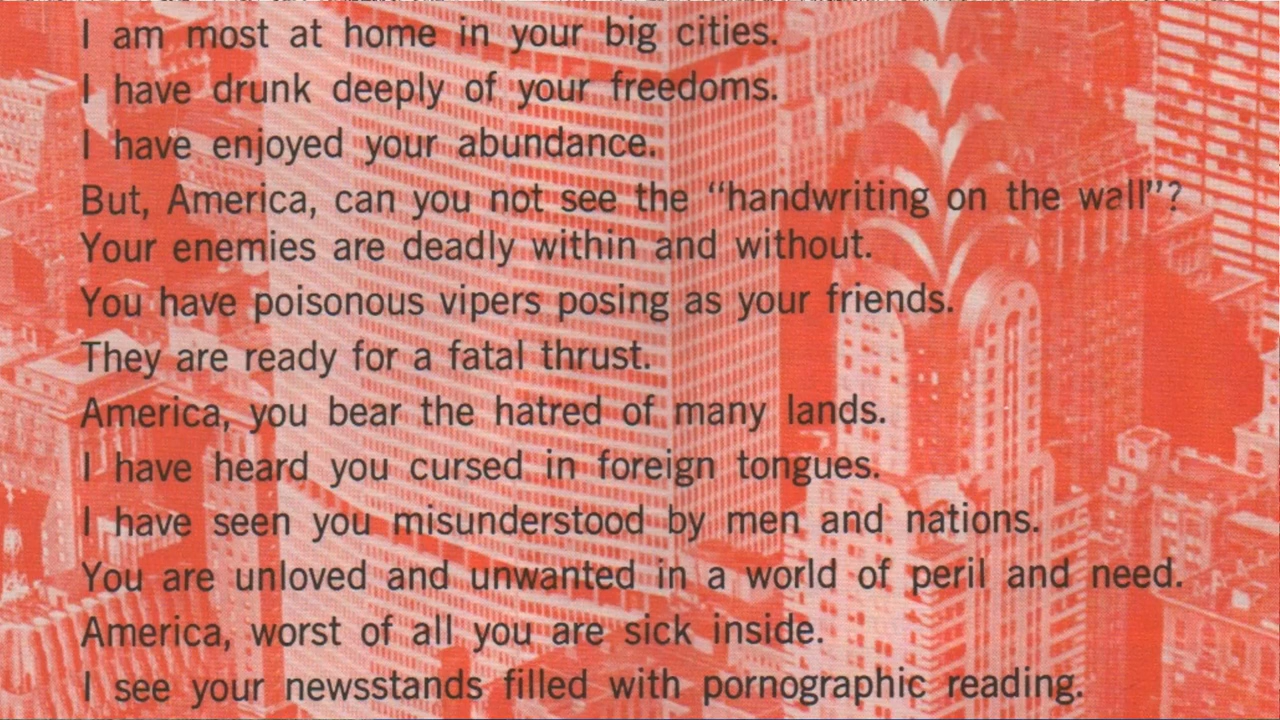 I am most at home in your big cities.
I have drunk deeply of your freedoms.
I have enjoyed your abundance.
But, America, can you not see the “handwriting on the wall”?
Your enemies are deadly within and without.
You have poisonous vipers posing as your friends.
They are ready for a fatal thrust.
America, you bear the hatred of many lands.
I have heard you cursed in foreign tongues.
I have seen you misunderstood by men and nations.
You are unloved and unwanted in a world of peril and need.
America, worst of all you are sick inside.
I see your newsstands filled with pornographic reading.